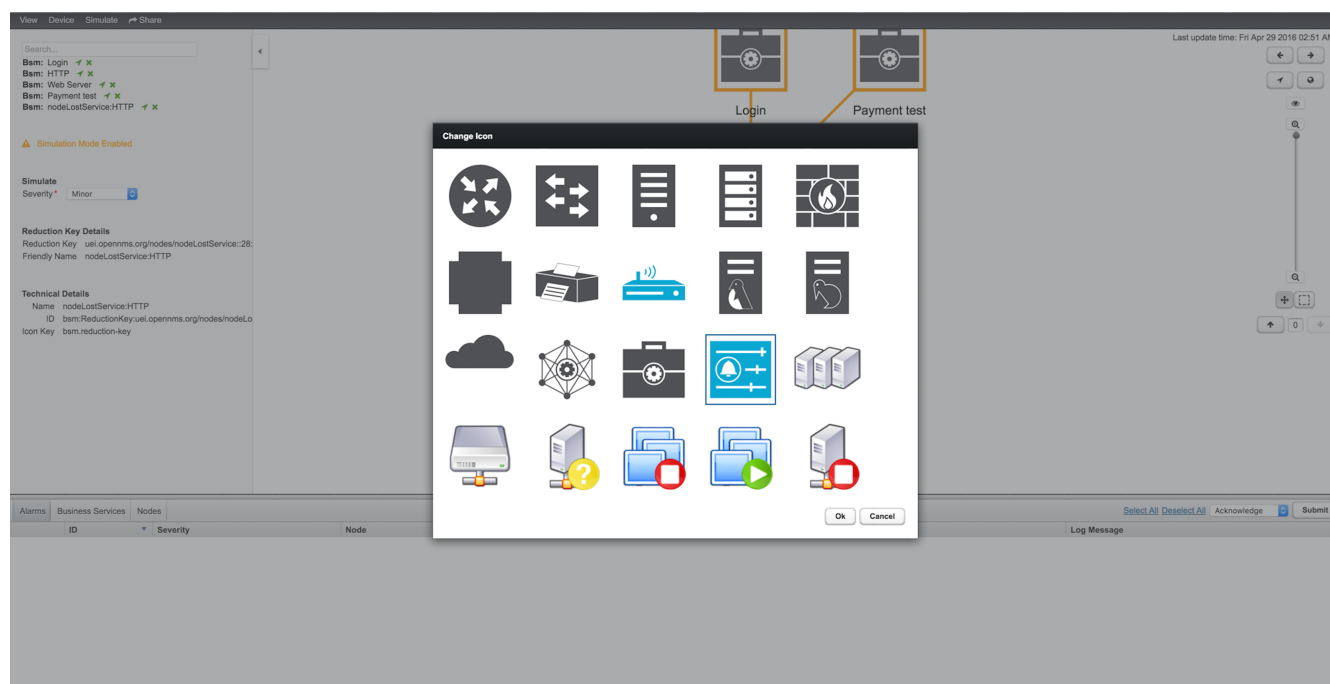 View Device Simulate Share
Last update time: Fri Apr 29 2016 02:51 AM
Search...
Bsm: Login
Bsm: HTTP
Bsm: Web Server
Bsm: Payment test
Bsm: nodeLostService:HTTP
Login Payment test
Change Icon
Simulation Mode Enabled
Simulate
Severity* Minor
Reduction Key Details
Reduction Key uei.opennms.org/nodes/nodeLostService::28:
Friendly Name nodeLostService:HTTP
Technical Details
Name nodeLostService:HTTP
ID bsm:ReductionKey:uei.opennms.org/nodes/nodeLo
Icon Key bsm.reduction-key
0
?
Ok Cancel
Alarms Business Services Nodes
Select All Deselect All Acknowledge Submit
ID Severity Node Log Message